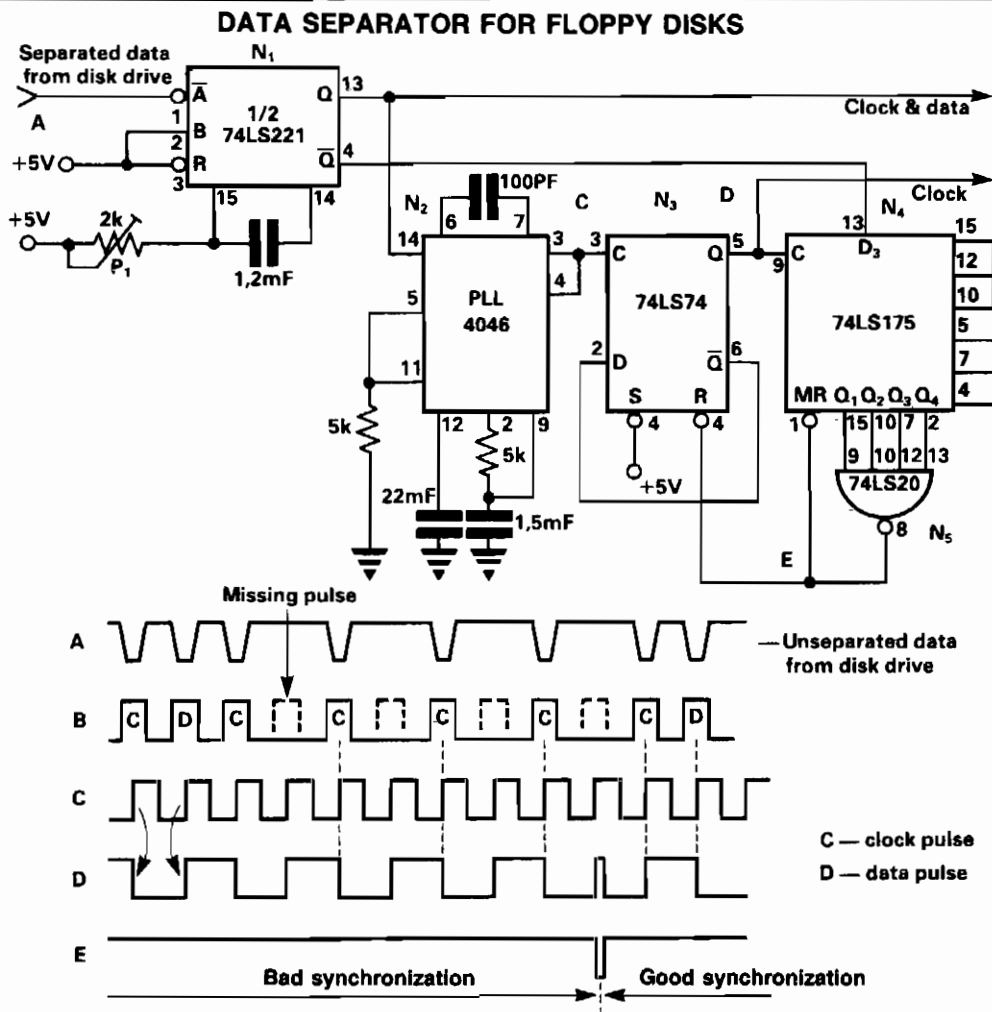 DATA SEPARATOR FOR FLOPPY DISKS
Separated data
from disk drive
A
N1
A
B
R
1
2
3
1/2
74LS221
Q
Q
13
4
15
14
+5V
+5V
2k
P1
1,2mF
Clock & data
Clock
100PF
N2
6
7
14
3
4
5
11
12
2
9
PLL
4046
5k
22mF
5k
1,5mF
C
N3
D
3
C
Q
5
74LS74
2
D
Q
6
S
R
4
4
+5V
N4
13
D3
9
C
74LS175
15
12
10
5
7
4
MR Q1 Q2 Q3 Q4
1
15 10 7 2
9 10 12 13
74LS20
8
N5
E
Missing pulse
A
— Unseparated data
from disk drive
B
C D C C C C C D
C
C — clock pulse
D
D — data pulse
E
Bad synchronization
Good synchronization